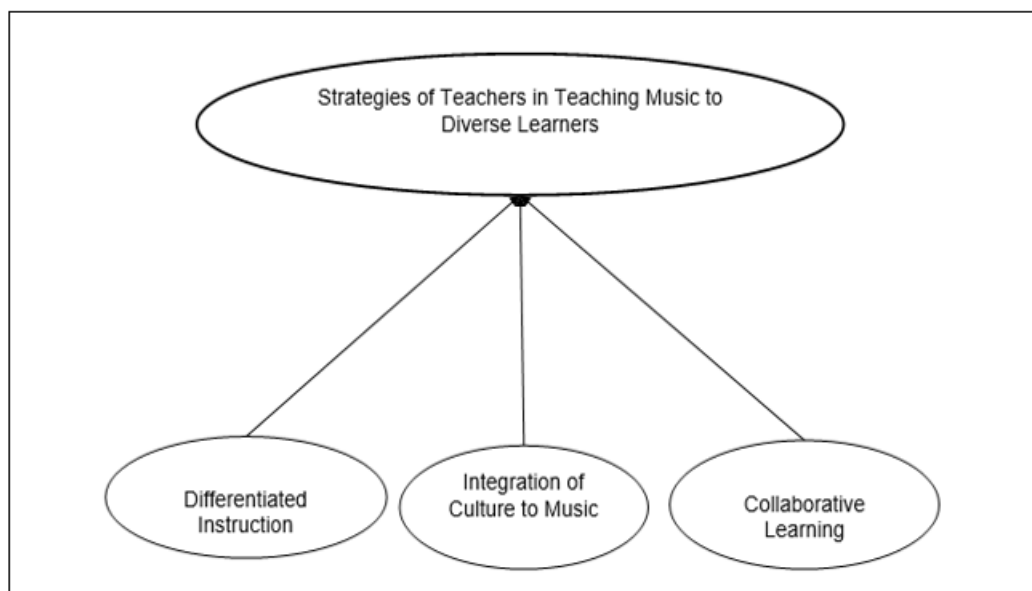 Strategies of Teachers in Teaching Music to
Diverse Learners
Differentiated
Instruction
Integration of
Culture to Music
Collaborative
Learning